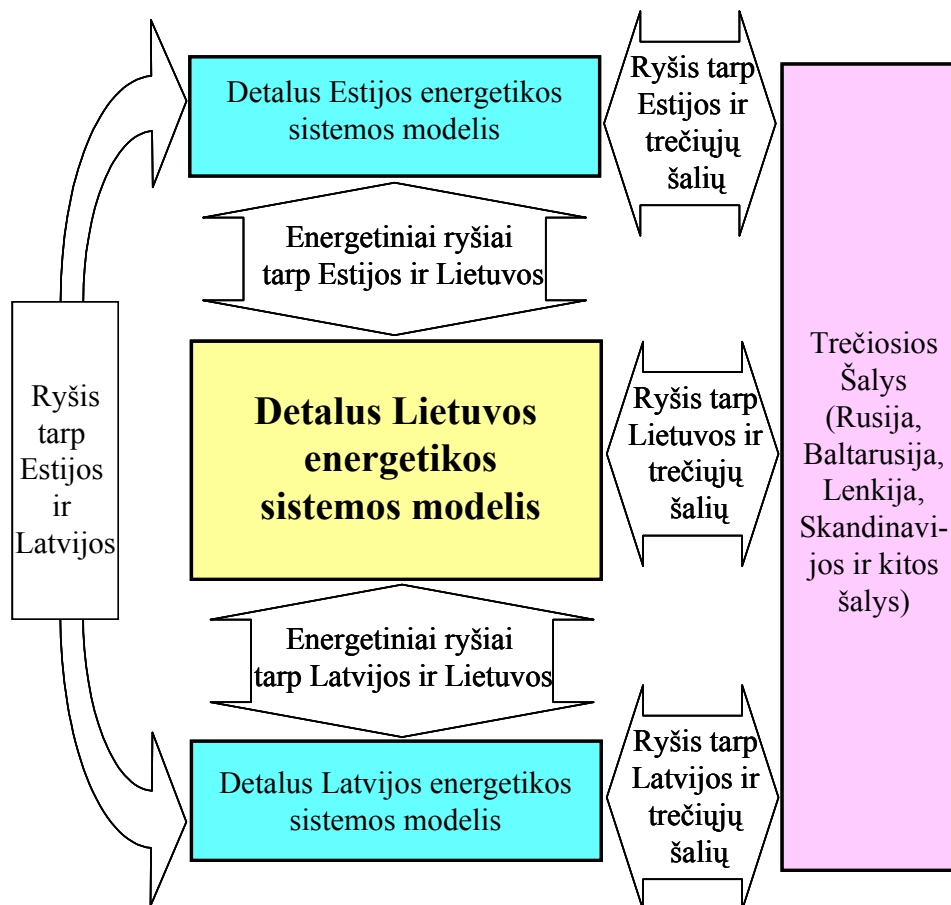 Detalus Estijos energetikos
sistemos modelis
Ryšis tarp
Estijos ir
trečiųjų
šalių
Energetiniai ryšiai
tarp Estijos ir Lietuvos
Ryšis
tarp
Estijos
ir
Latvijos
Detalus Lietuvos
energetikos
sistemos modelis
Ryšis tarp
Lietuvos ir
trečiųjų
šalių
Trečiosios
Šalys
(Rusija,
Baltarusija,
Lenkija,
Skandinavi-
jos ir kitos
šalys)
Energetiniai ryšiai
tarp Latvijos ir Lietuvos
Detalus Latvijos energetikos
sistemos modelis
Ryšis tarp
Latvijos ir
trečiųjų
šalių